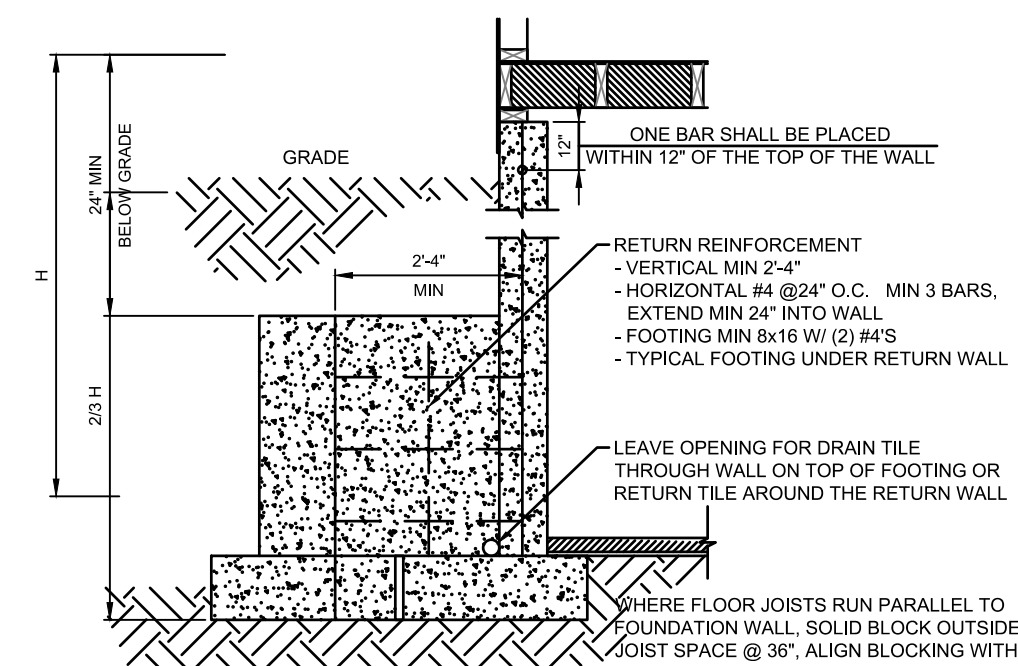 ONE BAR SHALL BE PLACED
WITHIN 12" OF THE TOP OF THE WALL
12"
GRADE
24" MIN
BELOW GRADE
H
2'-4"
MIN
RETURN REINFORCEMENT
- VERTICAL MIN 2'-4"
- HORIZONTAL #4 @24" O.C. MIN 3 BARS,
EXTEND MIN 24" INTO WALL
- FOOTING MIN 8x16 W/ (2) #4'S
- TYPICAL FOOTING UNDER RETURN WALL
2/3 H
LEAVE OPENING FOR DRAIN TILE
THROUGH WALL ON TOP OF FOOTING OR
RETURN TILE AROUND THE RETURN WALL
WHERE FLOOR JOISTS RUN PARALLEL TO
FOUNDATION WALL, SOLID BLOCK OUTSIDE
JOIST SPACE @ 36", ALIGN BLOCKING WITH